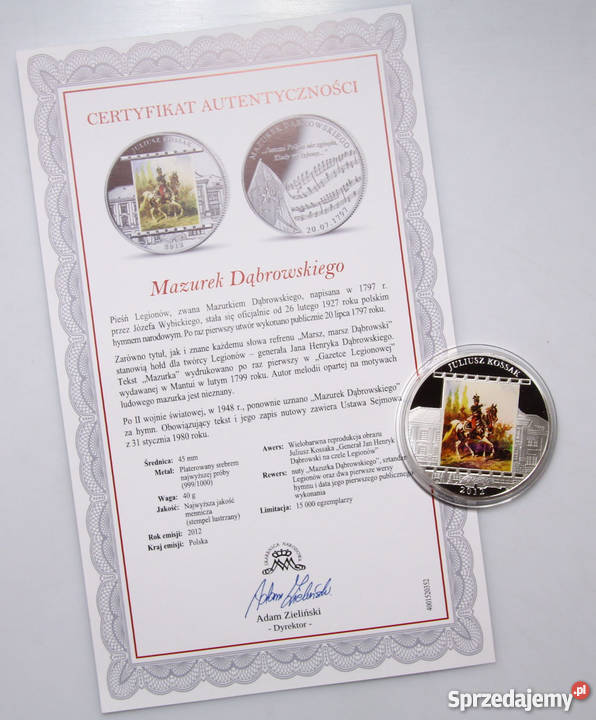 CERTYFIKAT AUTENTYCZNOŚCI
JULIUSZ KOSSAK
2012
MAZUREK DĄBROWSKIEGO
„Jeszcze Polska nie zginęła,
Kiedy my żyjemy..."
20.07.1797
Mazurek Dąbrowskiego
Pieśń Legionów, zwana Mazurkiem Dąbrowskiego, napisana w 1797 r.
przez Józefa Wybickiego, stała się oficjalnie od 26 lutego 1927 roku polskim
hymnem narodowym. Po raz pierwszy utwór wykonano publicznie 20 lipca 1797 roku.
Zarówno tytuł, jak i znane każdemu słowa refrenu „Marsz, marsz Dąbrowski"
stanowią hołd dla twórcy Legionów – generała Jana Henryka Dąbrowskiego.
Tekst „Mazurka" wydrukowano po raz pierwszy w „Gazetce Legionowej"
wydawanej w Mantui w lutym 1799 roku. Autor melodii opartej na motywach
ludowego mazurka jest nieznany.
Po II wojnie światowej, w 1948 r., ponownie uznano „Mazurek Dąbrowskiego"
za hymn. Obowiązujący tekst i jego zapis nutowy zawiera Ustawa Sejmowa
z 31 stycznia 1980 roku.
Średnica: 45 mm
Metal: Platerowany srebrem
najwyższej próby
(999/1000)
Waga: 40 g
Jakość: Najwyższa jakość
mennicza
(stempel lustrzany)
Rok emisji: 2012
Kraj emisji: Polska
Awers: Wielobarwna reprodukcja obrazu
Juliusza Kossaka „Generał Jan Henryk
Dąbrowski na czele Legionów"
Rewers: nuty „Mazurka Dąbrowskiego", sztandar
Legionów oraz dwa pierwsze wersy
hymnu i data jego pierwszego publicznego
wykonania
Limitacja: 15 000 egzemplarzy
SKARBNICA NARODOWA
Adam Zieliński
Adam Zieliński
- Dyrektor -
4001520352
JULIUSZ KOSSAK
2012
Sprzedajemy.pl